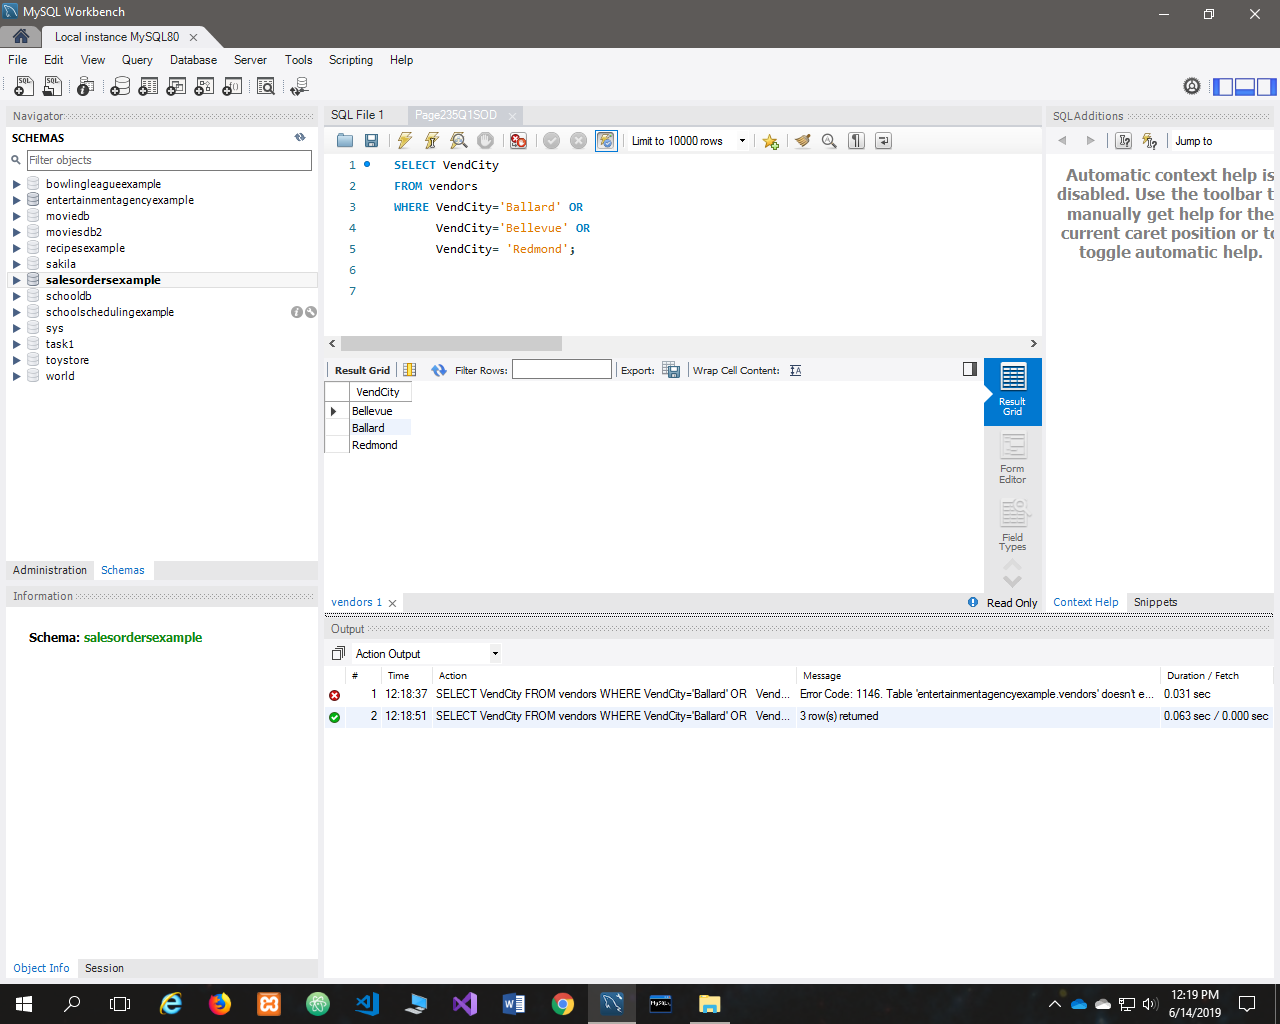 MySQL Workbench
Local instance MySQL80
File Edit View Query Database Server Tools Scripting Help
Navigator
SCHEMAS
Filter objects
bowlingleagueexample
entertainmentagencyexample
moviedb
moviesdb2
recipesexample
sakila
salesordersexample
schooldb
schoolschedulingexample
sys
task1
toystore
world
Administration Schemas
Information
Schema: salesordersexample
Object Info Session
SQL File 1 Page235Q1SOD
Limit to 10000 rows
1 SELECT VendCity
2 FROM vendors
3 WHERE VendCity='Ballard' OR
4 VendCity='Bellevue' OR
5 VendCity= 'Redmond';
6
7
Result Grid Filter Rows: Export: Wrap Cell Content:
VendCity
Bellevue
Ballard
Redmond
Result Grid
Form Editor
Field Types
vendors 1 Read Only
SQLAdditions
Jump to
Automatic context help is
disabled. Use the toolbar t
manually get help for the
current caret position or to
toggle automatic help.
Context Help Snippets
Output
Action Output
# Time Action Message Duration / Fetch
1 12:18:37 SELECT VendCity FROM vendors WHERE VendCity='Ballard' OR Vend... Error Code: 1146. Table 'entertainmentagencyexample.vendors' doesn't e... 0.031 sec
2 12:18:51 SELECT VendCity FROM vendors WHERE VendCity='Ballard' OR Vend... 3 row(s) returned 0.063 sec / 0.000 sec
12:19 PM
6/14/2019